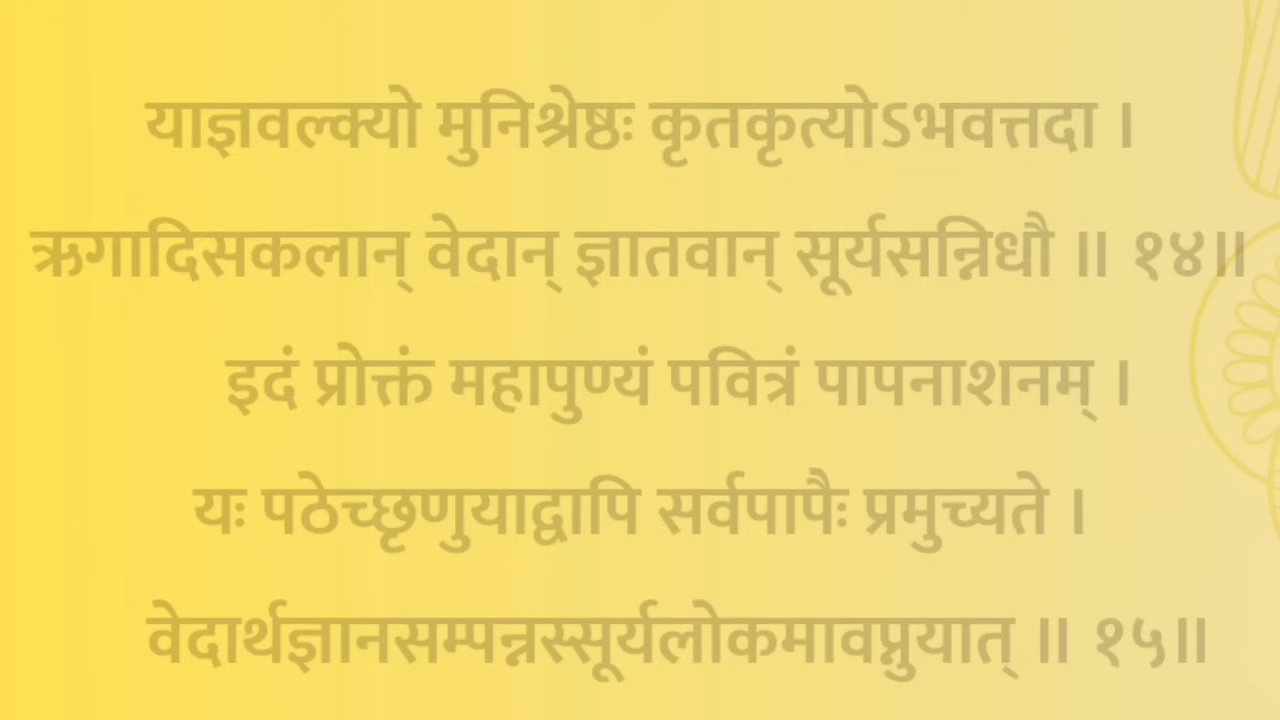 याज्ञवल्क्यो मुनिश्रेष्ठः कृतकृत्योऽभवत्तदा ।
ऋगादिसकलान् वेदान् ज्ञातवान् सूर्यसन्निधौ ॥ १४॥
इदं प्रोक्तं महापुण्यं पवित्रं पापनाशनम् ।
यः पठेच्छृणुयाद्वापि सर्वपापैः प्रमुच्यते ।
वेदार्थज्ञानसम्पन्नस्सूर्यलोकमावप्नुयात् ॥ १५॥